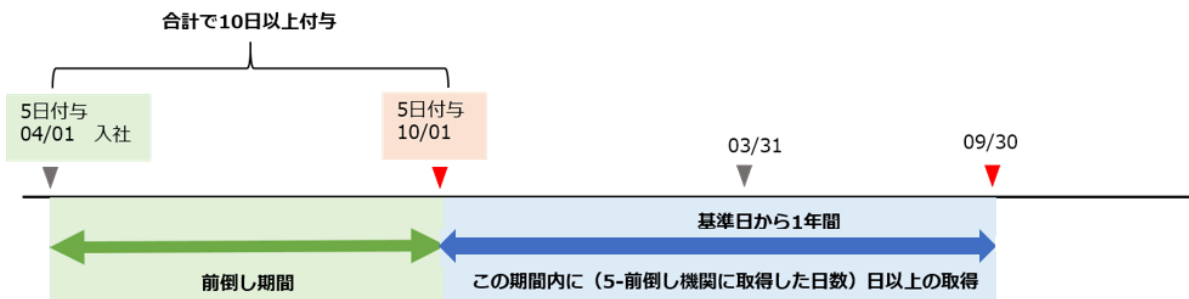 合計で10日以上付与
5日付与
04/01 入社
5日付与
10/01
03/31
09/30
基準日から1年間
前倒し期間
この期間内に（5-前倒し機関に取得した日数）日以上の取得